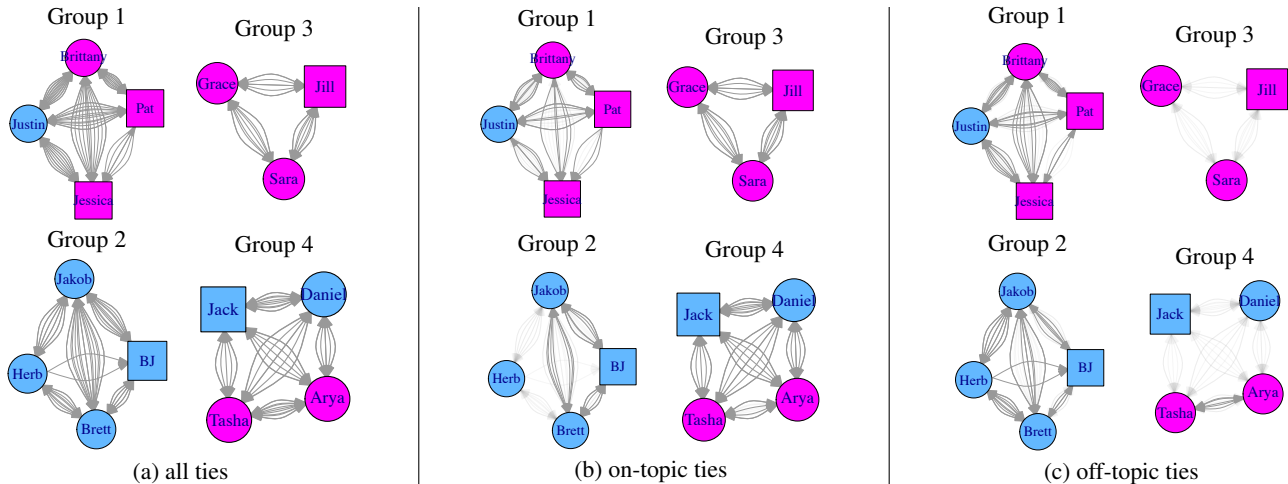 Group 1
Group 3
Brittany
Grace
Jill
Pat
Justin
Sara
Jessica
Group 2
Group 4
Jakob
Daniel
Jack
BJ
Herb
Arya
Tasha
Brett
(a) all ties
Group 1
Group 3
Brittany
Grace
Jill
Pat
Justin
Sara
Jessica
Group 2
Group 4
Jakob
Daniel
Jack
BJ
Herb
Arya
Tasha
Brett
(b) on-topic ties
Group 1
Group 3
Brittany
Grace
Jill
Pat
Justin
Sara
Jessica
Group 2
Group 4
Jakob
Daniel
Jack
BJ
Herb
Arya
Tasha
Brett
(c) off-topic ties